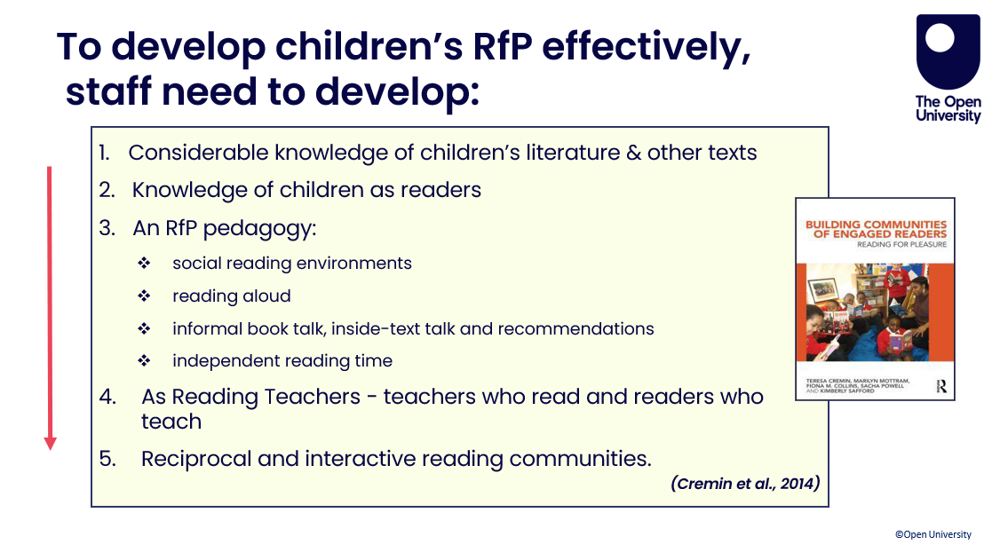 To develop children’s RfP effectively,
staff need to develop:
The Open
University
1. Considerable knowledge of children’s literature & other texts
2. Knowledge of children as readers
3. An RfP pedagogy:
❖ social reading environments
❖ reading aloud
❖ informal book talk, inside-text talk and recommendations
❖ independent reading time
4. As Reading Teachers - teachers who read and readers who
teach
5. Reciprocal and interactive reading communities.
(Cremin et al., 2014)
BUILDING COMMUNITIES
OF ENGAGED READERS
READING FOR PLEASURE
TERESA CREMIN, MARILYN MOTTRAM,
FIONA M. COLLINS, SACHA POWELL
AND KIMBERLY SAFFORD
R
©Open University